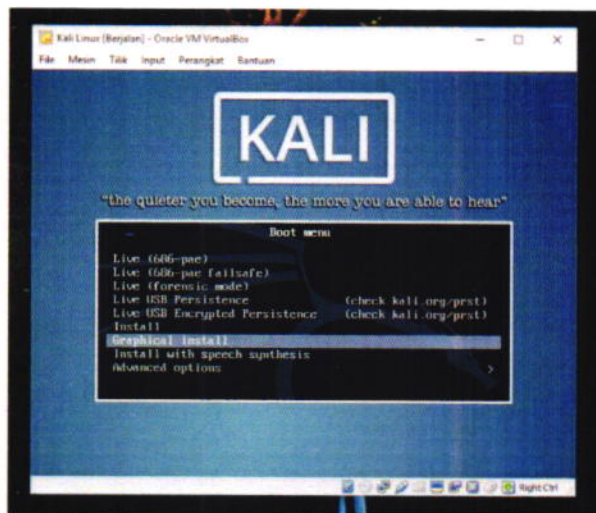 Kali Linux [Berjalan] - Oracle VM VirtualBox
File Mesin Tilik Input Perangkat Bantuan
KALI
"the quieter you become, the more you are able to hear"
Boot menu
Live (686-pae)
Live (686-pae failsafe)
Live (forensic mode)
Live USB Persistence (check kali.org/prst)
Live USB Encrypted Persistence (check kali.org/prst)
Install
Graphical install
Install with speech synthesis
Advanced options >
Right Ctrl